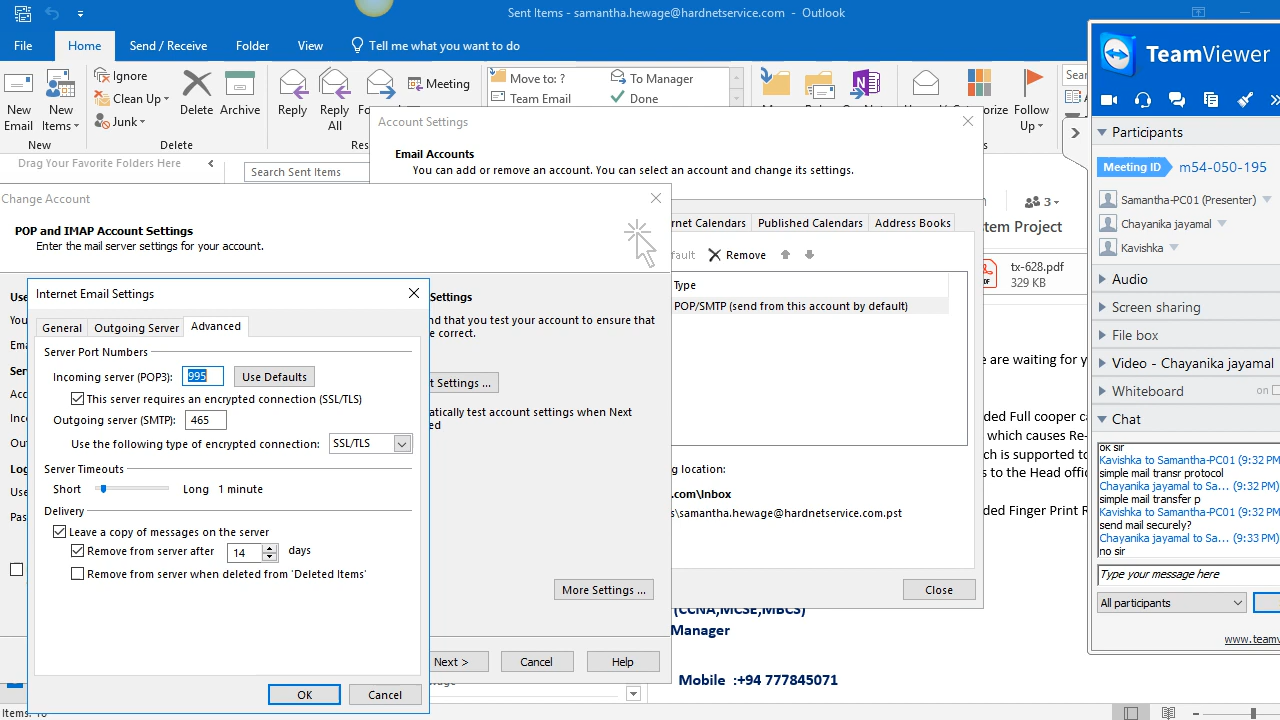 Sent Items - samantha.hewage@hardnetservice.com - Outlook
File Home Send / Receive Folder View Tell me what you want to do
Ignore
Clean Up
Junk
Delete Archive
Reply Reply All
Meeting
Move to: ?
Team Email
To Manager
Done
New Email
New Items
Follow Up
New Delete
Drag Your Favorite Folders Here
Search Sent Items
Account Settings
Email Accounts
You can add or remove an account. You can select an account and change its settings.
Published Calendars Address Books
Remove
Type
POP/SMTP (send from this account by default)
samantha.hewage@hardnetservice.com.pst
Close
Change Account
POP and IMAP Account Settings
Enter the mail server settings for your account.
Settings
nd that you test your account to ensure that
e correct.
t Settings ...
atically test account settings when Next
ed
More Settings ...
Next > Cancel Help
Internet Email Settings
General Outgoing Server Advanced
Server Port Numbers
Incoming server (POP3): 995 Use Defaults
This server requires an encrypted connection (SSL/TLS)
Outgoing server (SMTP): 465
Use the following type of encrypted connection: SSL/TLS
Server Timeouts
Short Long 1 minute
Delivery
Leave a copy of messages on the server
Remove from server after 14 days
Remove from server when deleted from 'Deleted Items'
OK Cancel
tem Project
3
tx-628.pdf
329 KB
e are waiting for y
ded Full cooper ca
which causes Re-
ch is supported to
s to the Head offic
ded Finger Print R
(CCNA,MCSE,MBCS)
Manager
Mobile :+94 777845071
TeamViewer
Participants
Meeting ID m54-050-195
Samantha-PC01 (Presenter)
Chayanika jayamal
Kavishka
Audio
Screen sharing
File box
Video - Chayanika jayamal
Whiteboard on
Chat
ok sir
Kavishka to Samantha-PC01 (9:32 PM
simple mail transr protocol
Chayanika jayamal to Sa... (9:32 PM)
simple mail transfer p
Kavishka to Samantha-PC01 (9:32 PM
send mail securely?
Chayanika jayamal to Sa... (9:33 PM)
no sir
Type your message here
All participants
www.teamv